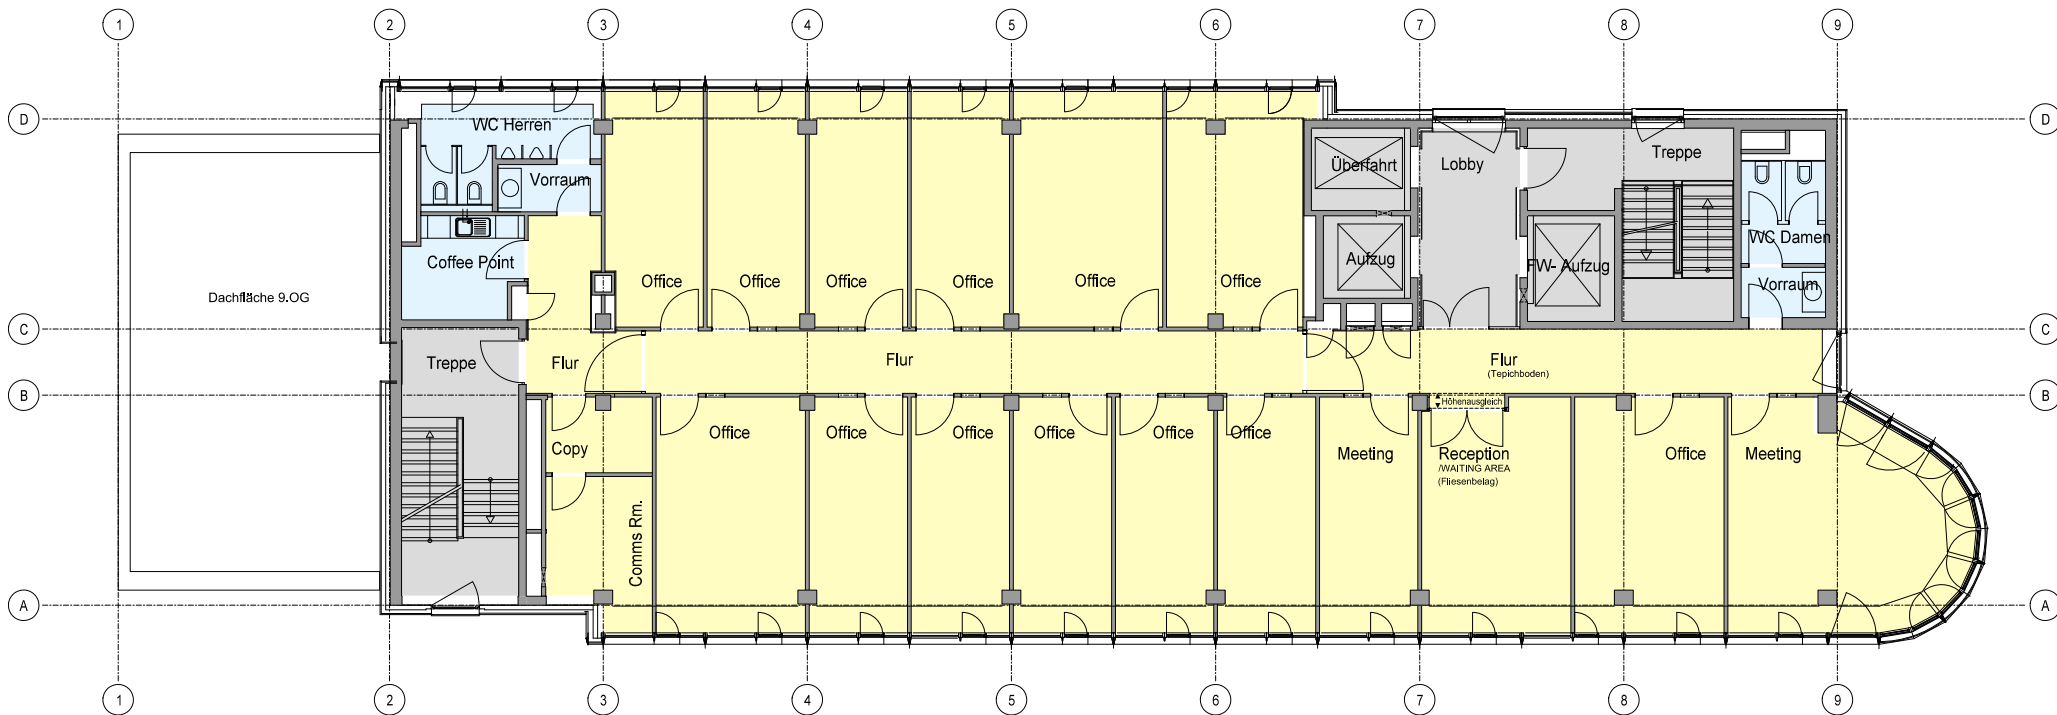 1 2 3 4 5 6 7 8 9
D D
WC Herren
Vorraum
Überfahrt
Lobby
Treppe
WC Damen
Coffee Point
Aufzug
FW- Aufzug
Vorraum
Office Office Office Office Office Office
Dachfläche 9.OG
C C
Treppe
Flur
Flur
Flur
(Tepichboden)
B B
Höhenausgleich
Copy
Office Office Office Office Office Office
Meeting
Reception
/WAITING AREA
(Fliesenbelag)
Office
Meeting
Comms Rm.
A A
1 2 3 4 5 6 7 8 9